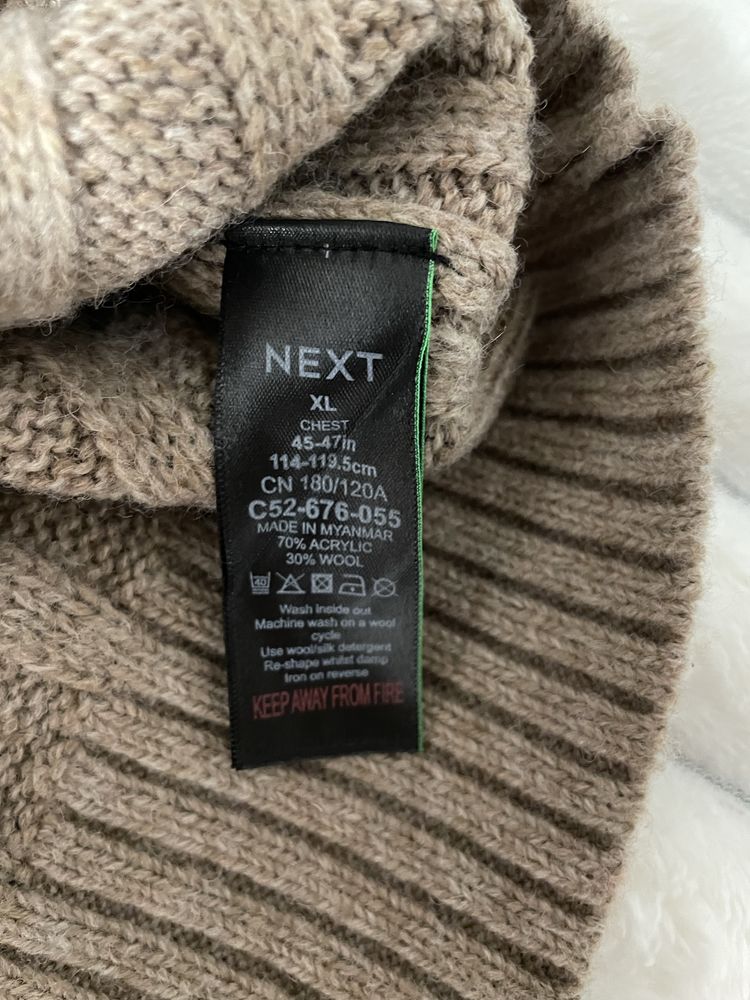 NEXT
XL
CHEST
45-47in
114-119.5cm
CN 180/120A
C52-676-055
MADE IN MYANMAR
70% ACRYLIC
30% WOOL
40
Wash inside out
Machine wash on a wool
cycle
Use wool/silk detergent
Re-shape whilst damp
Iron on reverse
KEEP AWAY FROM FIRE